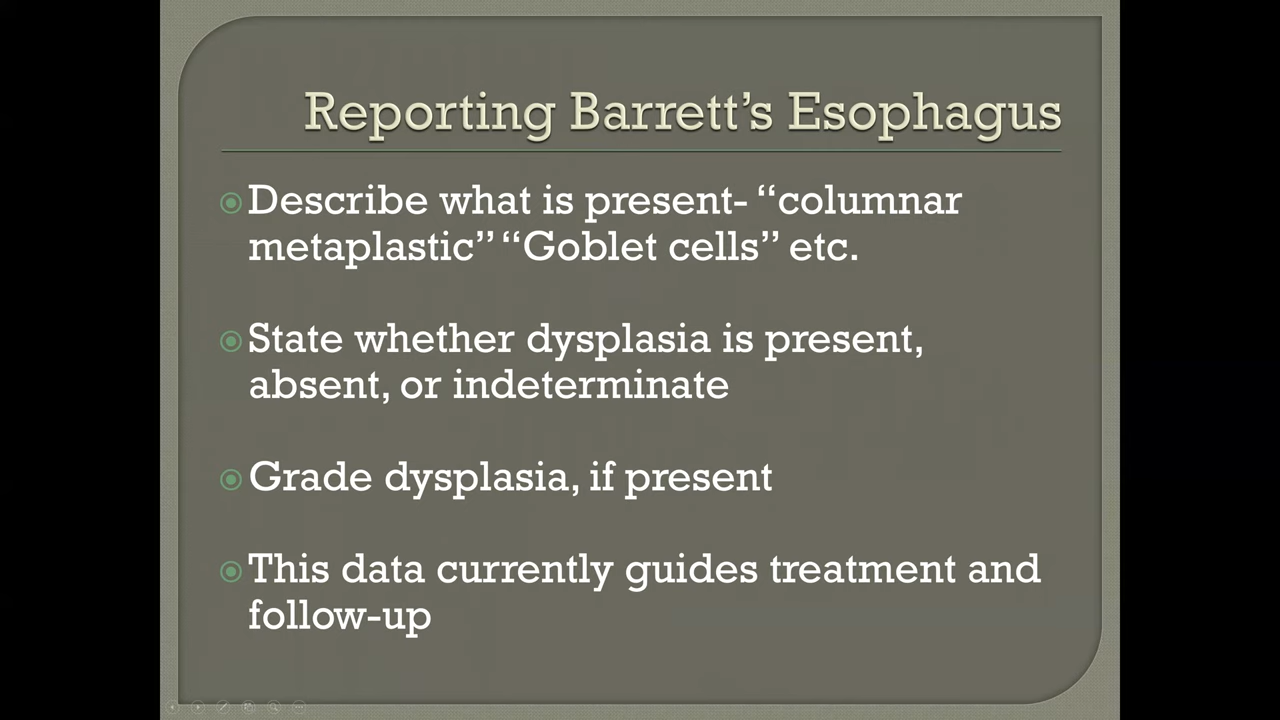 Reporting Barrett’s Esophagus
Describe what is present- “columnar
metaplastic” “Goblet cells” etc.
State whether dysplasia is present,
absent, or indeterminate
Grade dysplasia, if present
This data currently guides treatment and
follow-up